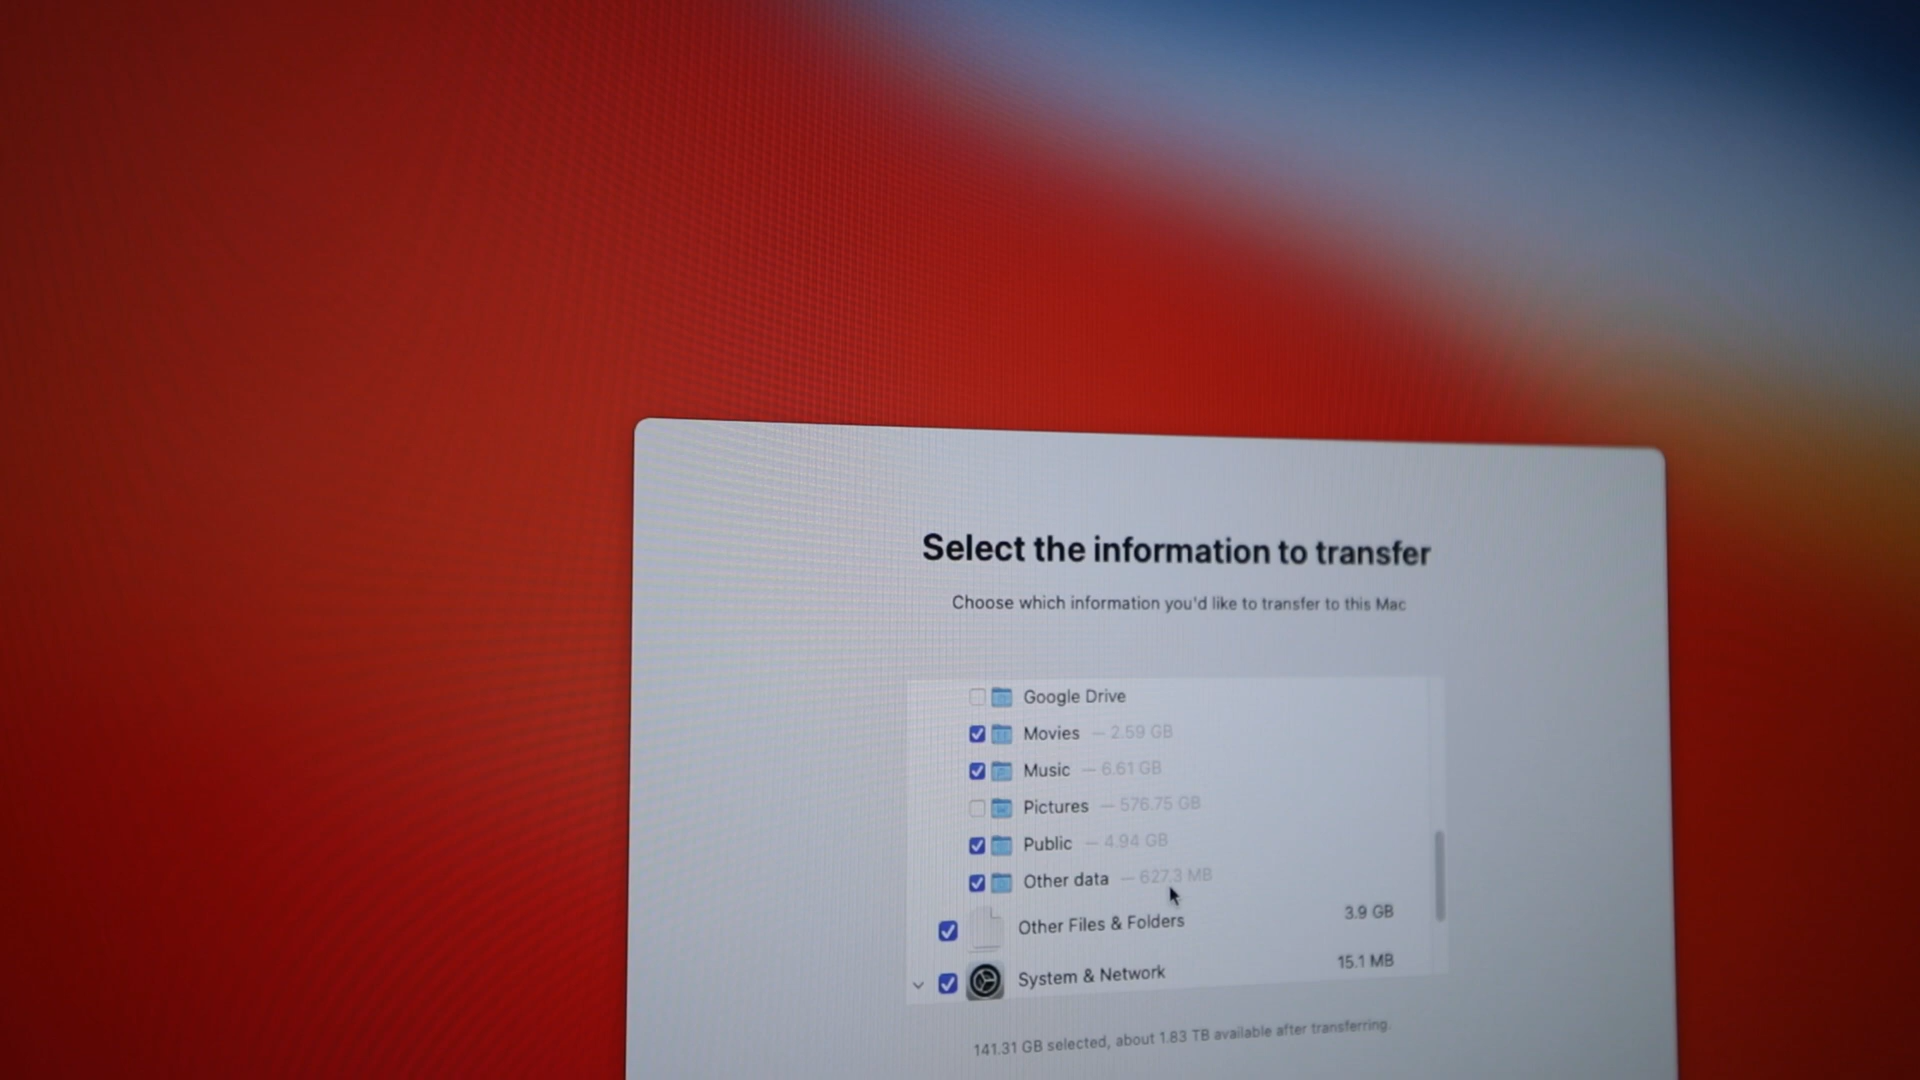 Select the information to transfer
Choose which information you'd like to transfer to this Mac
Google Drive
Movies — 2.59 GB
Music — 6.61 GB
Pictures — 576.75 GB
Public — 4.94 GB
Other data — 627.3 MB
Other Files & Folders 3.9 GB
System & Network 15.1 MB
141.31 GB selected, about 1.83 TB available after transferring.